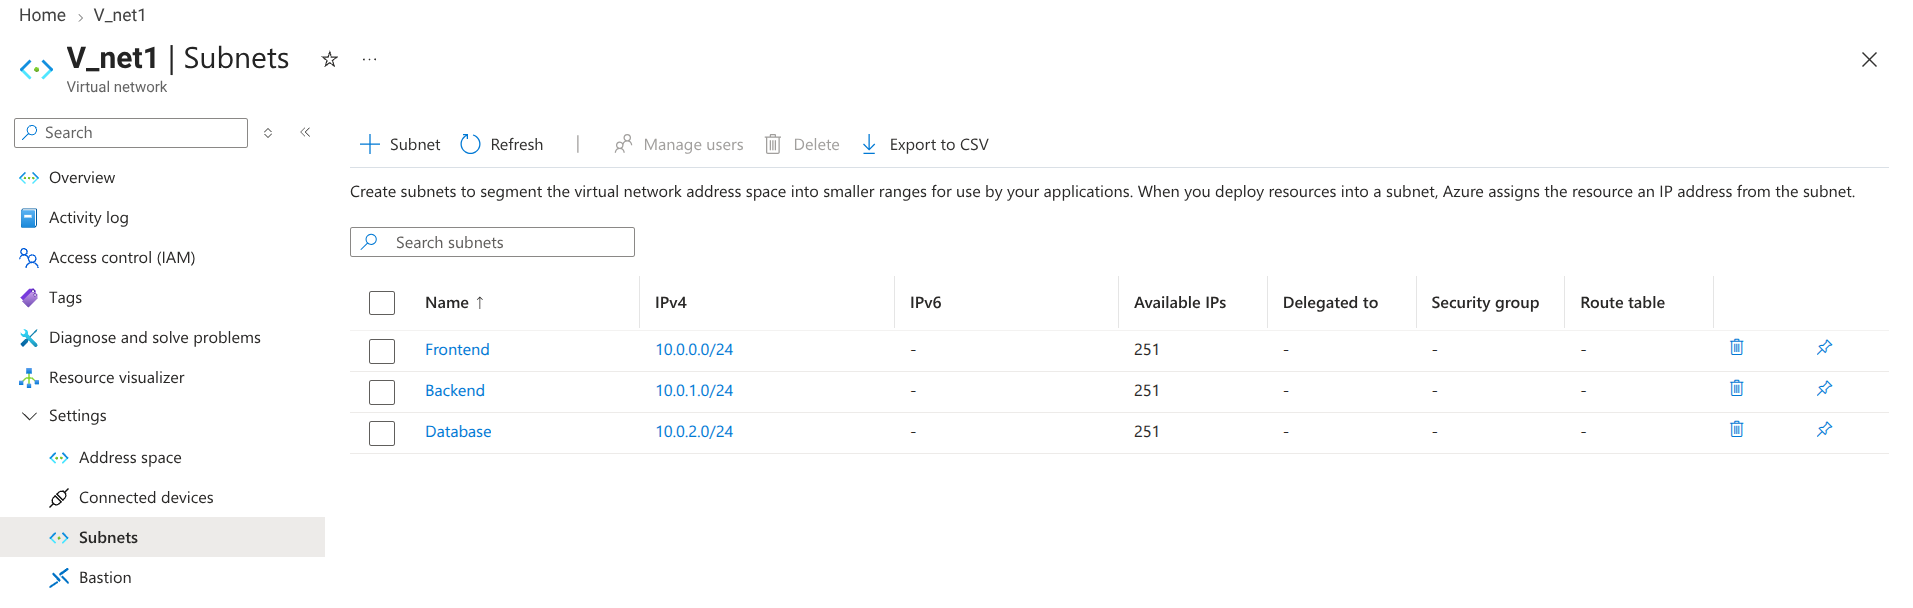 Home > V_net1
V_net1 | Subnets
Virtual network
Search
Overview
Activity log
Access control (IAM)
Tags
Diagnose and solve problems
Resource visualizer
Settings
Address space
Connected devices
Subnets
Bastion
Subnet Refresh | Manage users Delete Export to CSV
Create subnets to segment the virtual network address space into smaller ranges for use by your applications. When you deploy resources into a subnet, Azure assigns the resource an IP address from the subnet.
Search subnets
Name ↑ IPv4 IPv6 Available IPs Delegated to Security group Route table
Frontend 10.0.0.0/24 - 251 - - -
Backend 10.0.1.0/24 - 251 - - -
Database 10.0.2.0/24 - 251 - - -